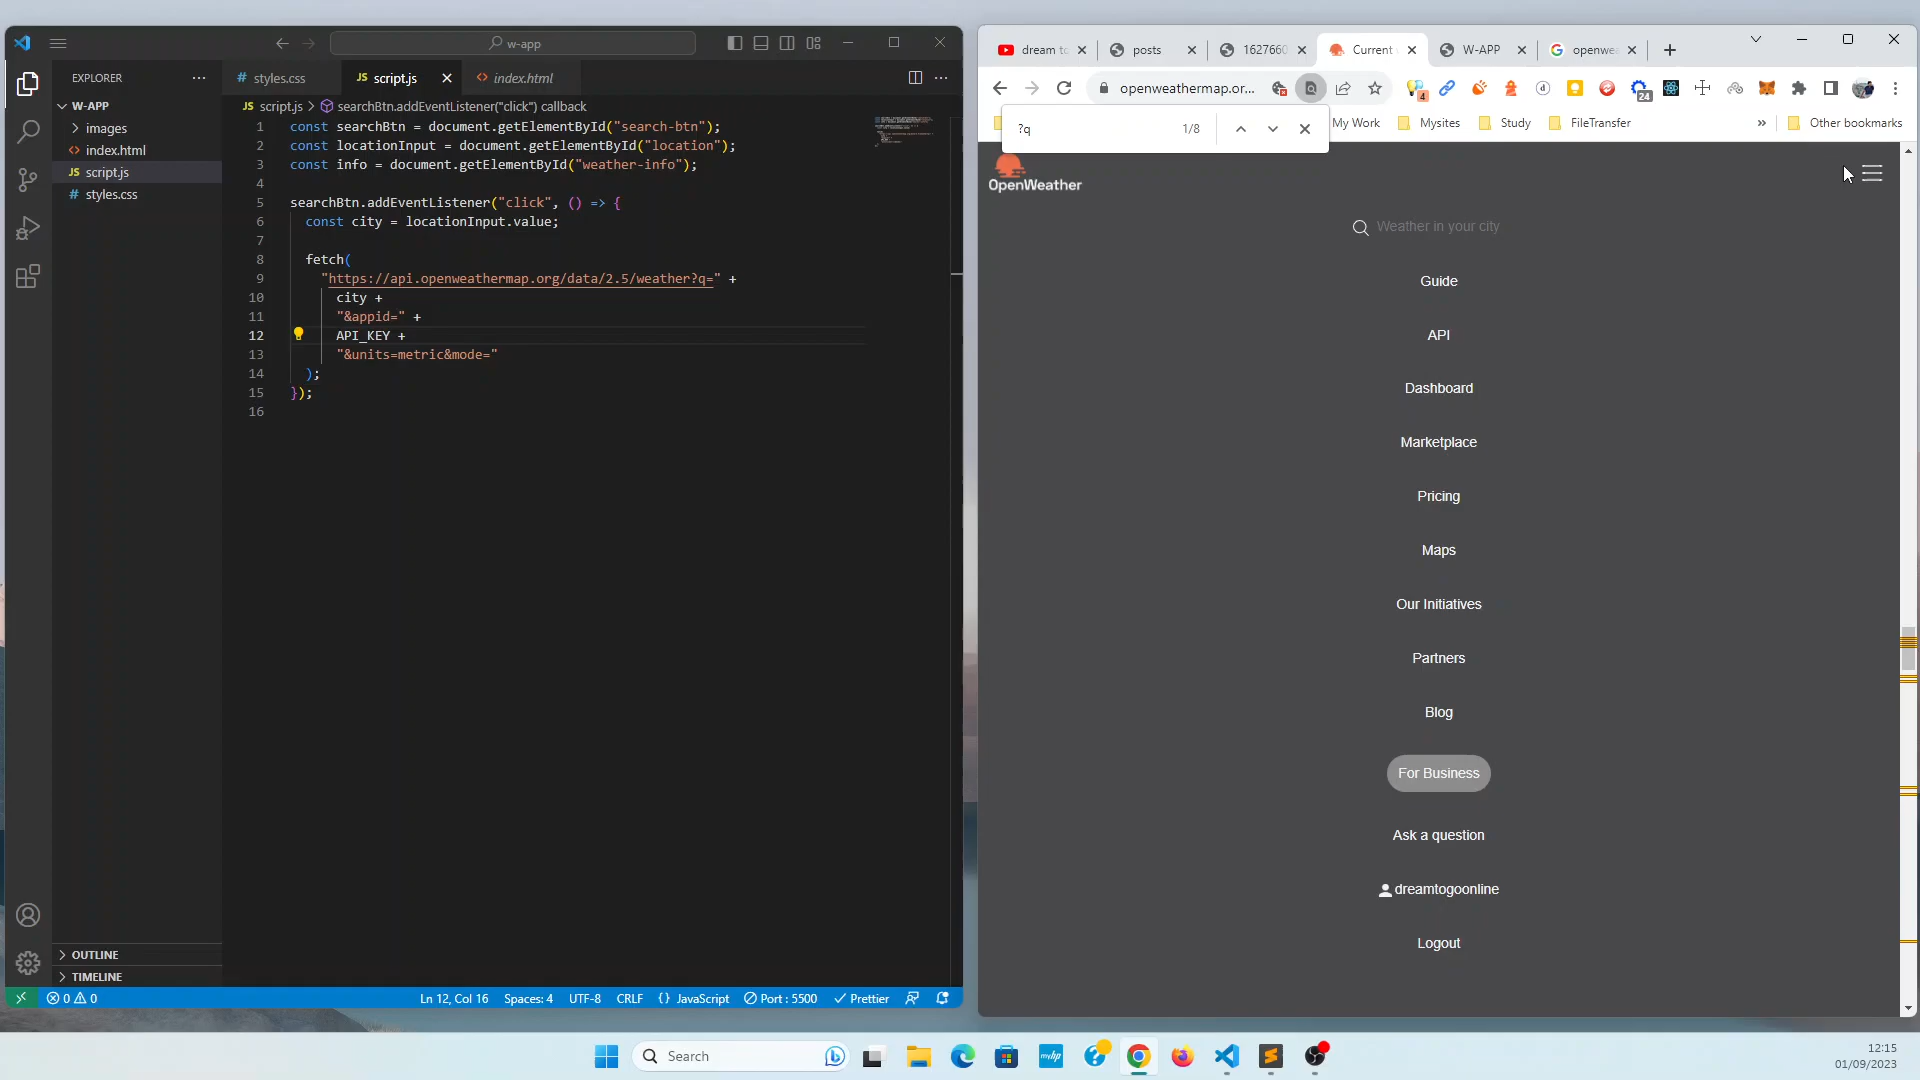 w-app
EXPLORER
W-APP
images
index.html
script.js
styles.css
OUTLINE
TIMELINE
# styles.css
JS script.js
<> index.html
JS script.js > searchBtn.addEventListener("click") callback
1 const searchBtn = document.getElementById("search-btn");
2 const locationInput = document.getElementById("location");
3 const info = document.getElementById("weather-info");
4
5 searchBtn.addEventListener("click", () => {
6 const city = locationInput.value;
7
8 fetch(
9 "https://api.openweathermap.org/data/2.5/weather?q=" +
10 city +
11 "&appid=" +
12 API_KEY +
13 "&units=metric&mode="
14 );
15 });
16
0 0
Ln 12, Col 16 Spaces: 4 UTF-8 CRLF {} JavaScript Port : 5500 Prettier
dream to posts 1627660 Current W-APP openwea
openweathermap.or...
4 24
?q 1/8
My Work Mysites Study FileTransfer » Other bookmarks
OpenWeather
Weather in your city
Guide
API
Dashboard
Marketplace
Pricing
Maps
Our Initiatives
Partners
Blog
For Business
Ask a question
dreamtogoonline
Logout
Search
12:15
01/09/2023